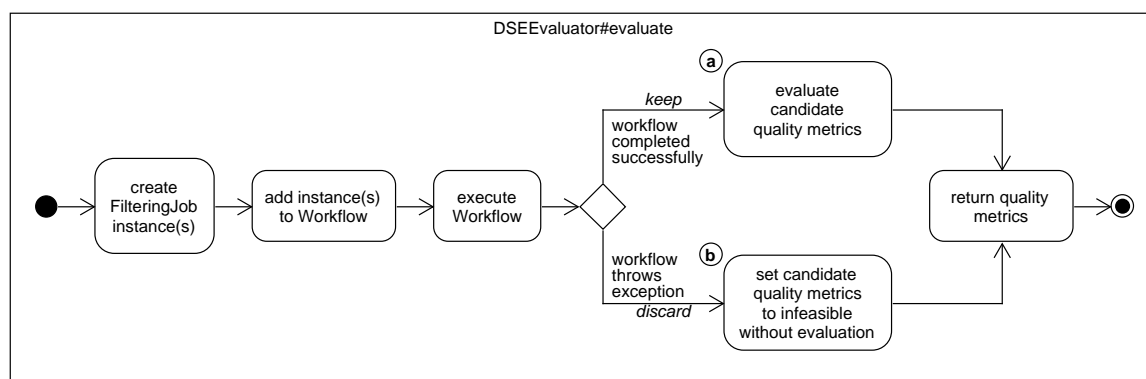 DSEEvaluator#evaluate
create
FilteringJob
instance(s)
add instance(s)
to Workflow
execute
Workflow
keep
workflow
completed
successfully
a
evaluate
candidate
quality metrics
workflow
throws
exception
discard
b
set candidate
quality metrics
to infeasible
without evaluation
return quality
metrics